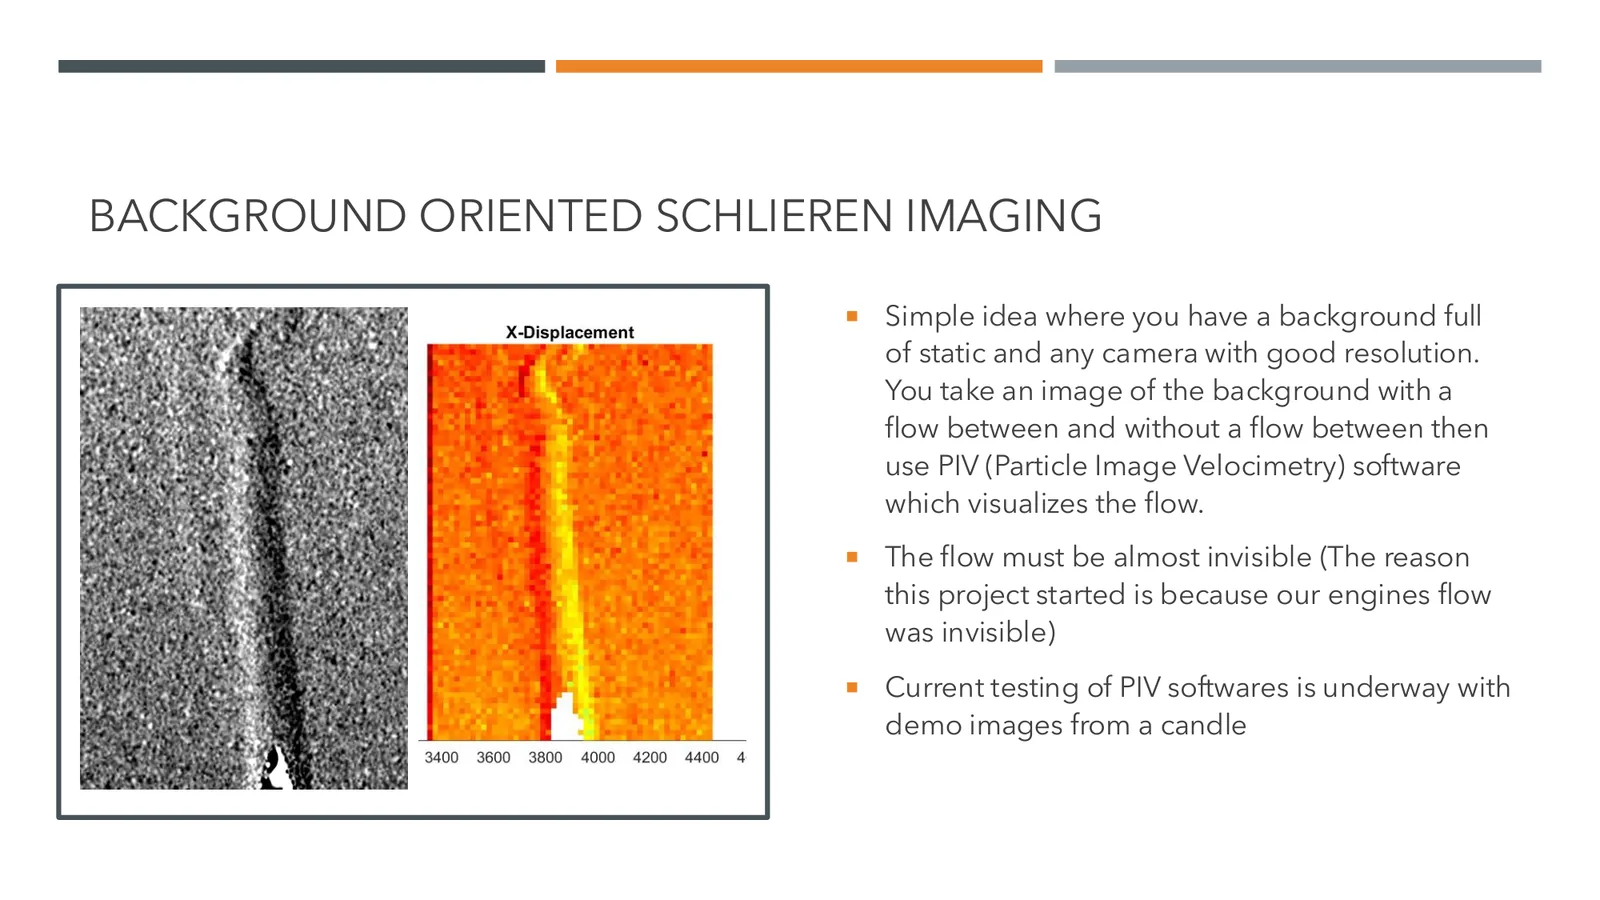 BACKGROUND ORIENTED SCHLIEREN IMAGING
X-Displacement
3400 3600 3800 4000 4200 4400 4
Simple idea where you have a background full
of static and any camera with good resolution.
You take an image of the background with a
flow between and without a flow between then
use PIV (Particle Image Velocimetry) software
which visualizes the flow.
The flow must be almost invisible (The reason
this project started is because our engines flow
was invisible)
Current testing of PIV softwares is underway with
demo images from a candle